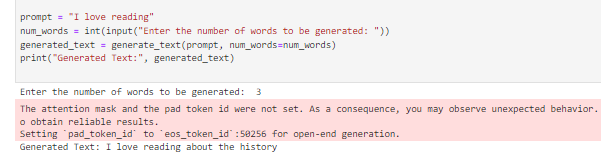 prompt = "I love reading"
num_words = int(input("Enter the number of words to be generated: "))
generated_text = generate_text(prompt, num_words=num_words)
print("Generated Text:", generated_text)
Enter the number of words to be generated:  3
The attention mask and the pad token id were not set. As a consequence, you may observe unexpected behavior.
o obtain reliable results.
Setting `pad_token_id` to `eos_token_id`:50256 for open-end generation.
Generated Text: I love reading about the history